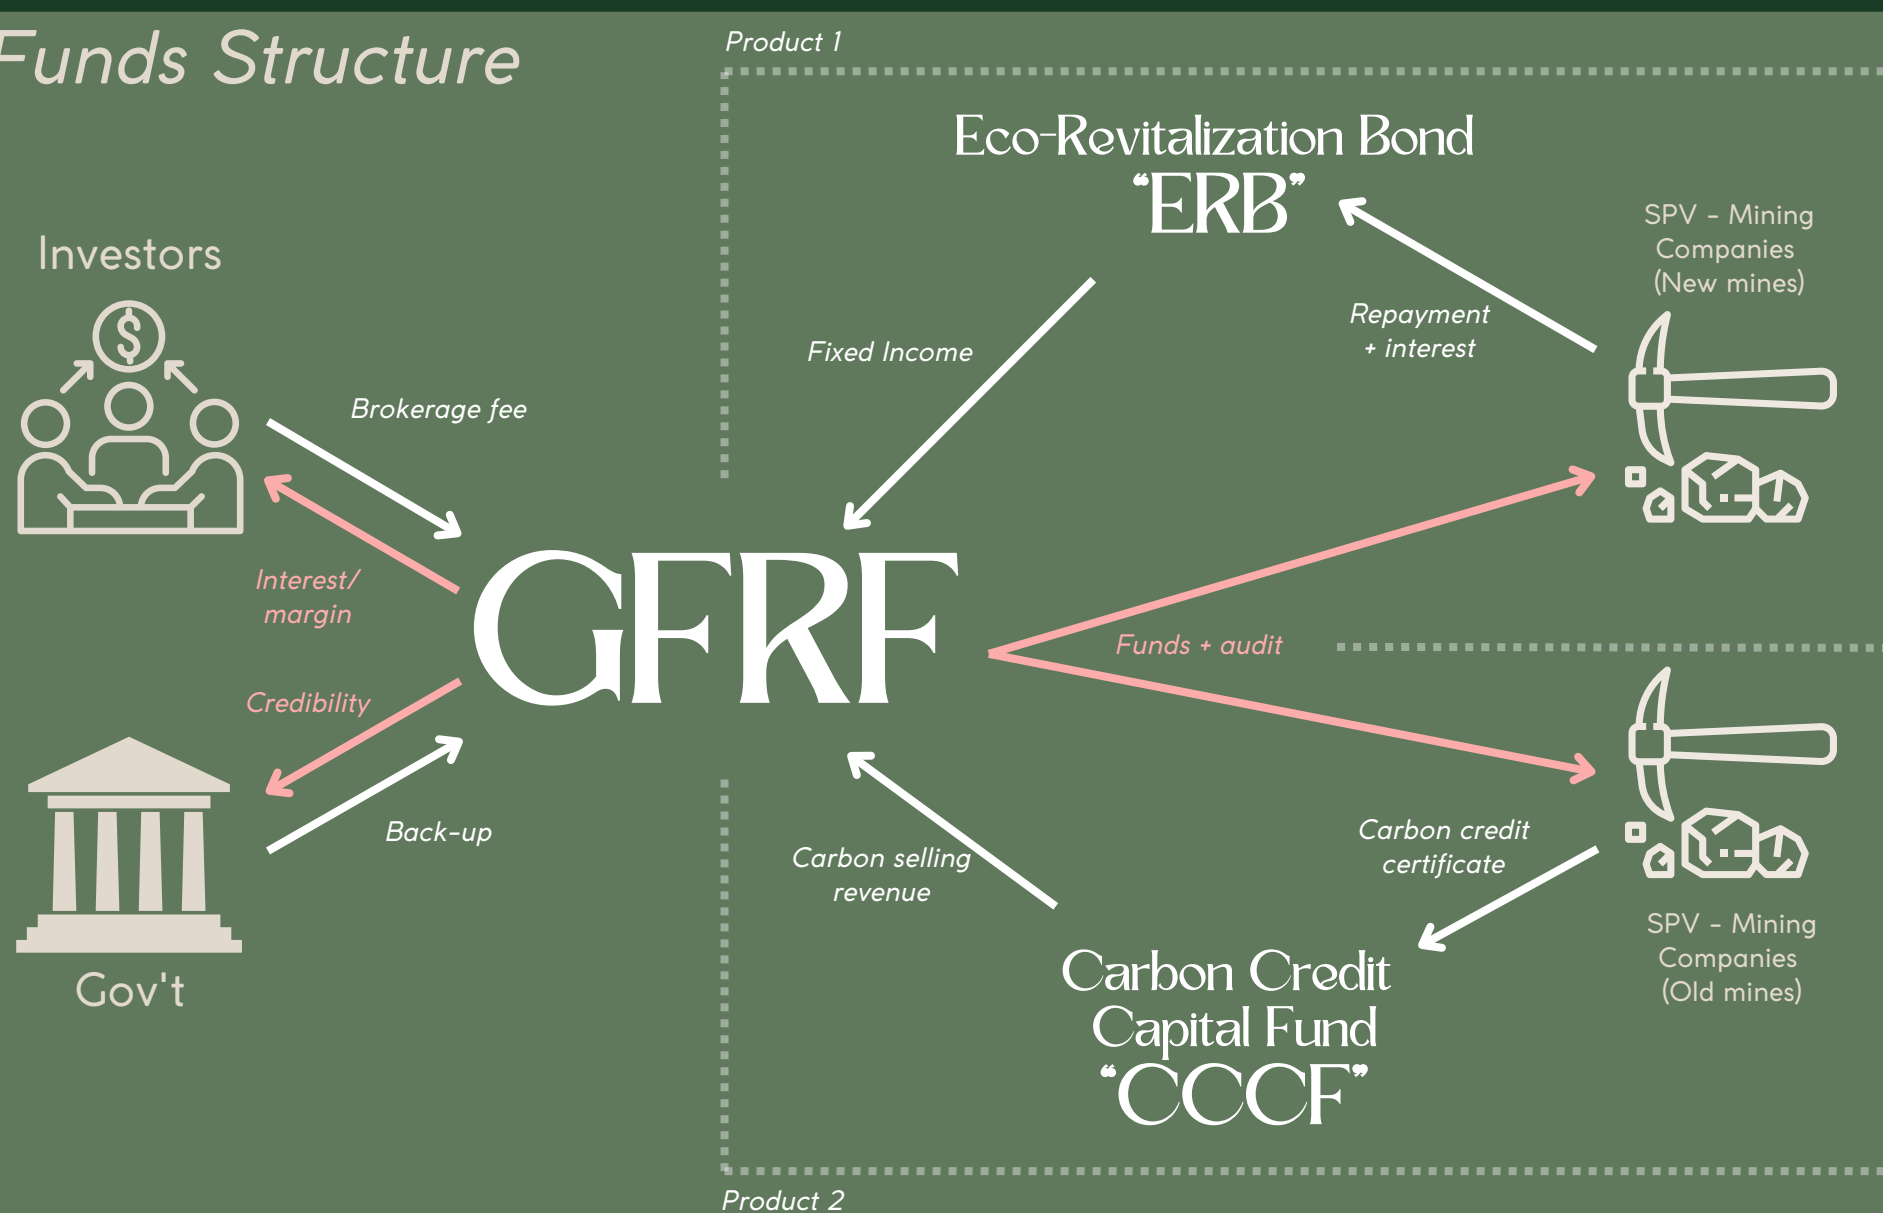 Funds Structure
Product 1
Eco-Revitalization Bond
“ERB”
SPV - Mining
Companies
(New mines)
Investors
$
Repayment
+ interest
Fixed Income
Brokerage fee
Interest/
margin
GFRF
Funds + audit
Credibility
Back-up
Carbon selling
revenue
Carbon credit
certificate
SPV - Mining
Companies
(Old mines)
Gov't
Carbon Credit
Capital Fund
“CCCF”
Product 2